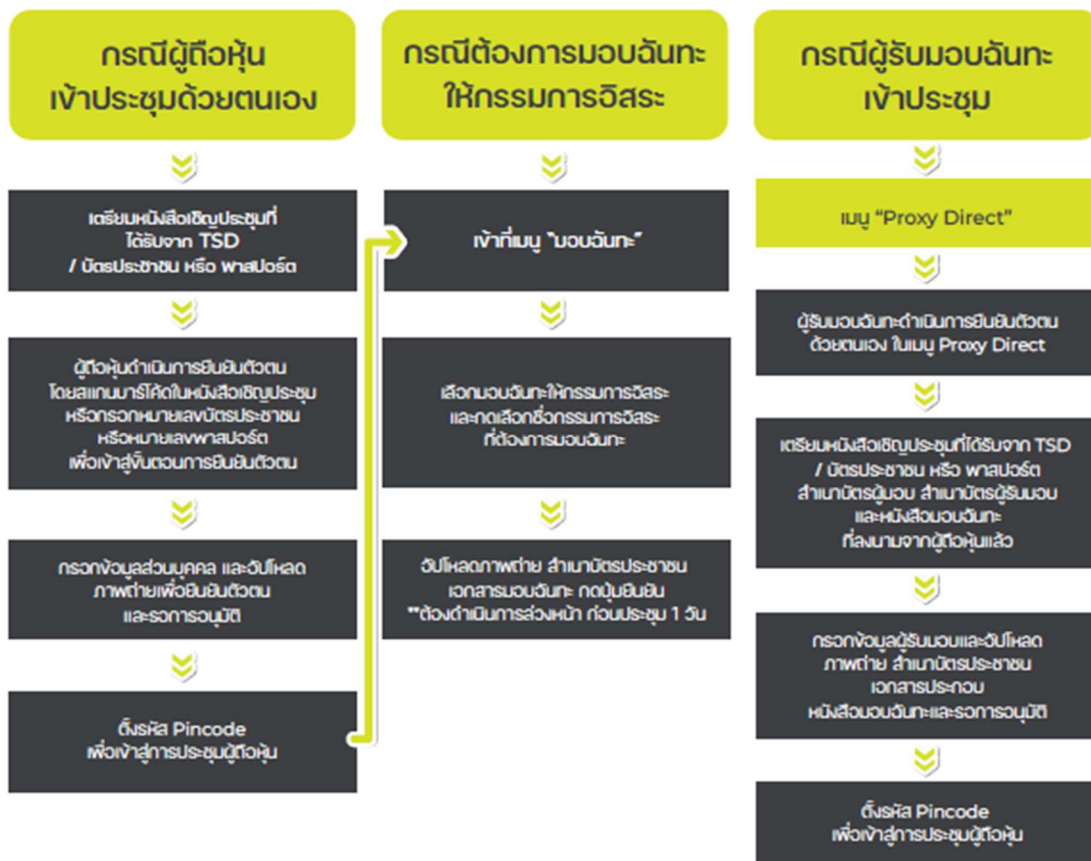 กรณีผู้ถือหุ้น
เข้าประชุมด้วยตนเอง
เตรียมหนังสือเชิญประชุมที่
ได้รับจาก TSD
/ บัตรประชาชน หรือ พาสปอร์ต
ผู้ถือหุ้นดำเนินการยืนยันตัวตน
โดยสแกนบาร์โค้ดในหนังสือเชิญประชุม
หรือกรอกหมายเลขบัตรประชาชน
หรือหมายเลขพาสปอร์ต
เพื่อเข้าสู่ขั้นตอนการยืนยันตัวตน
กรอกข้อมูลส่วนบุคคล และอัปโหลด
ภาพถ่ายเพื่อยืนยันตัวตน
และรอการอนุมัติ
ตั้งรหัส Pincode
เพื่อเข้าสู่การประชุมผู้ถือหุ้น
กรณีต้องการมอบฉันทะ
ให้กรรมการอิสระ
เข้าที่เมนู "มอบฉันทะ"
เลือกมอบฉันทะให้กรรมการอิสระ
และกดเลือกชื่อกรรมการอิสระ
ที่ต้องการมอบฉันทะ
อัปโหลดภาพถ่าย สำเนาบัตรประชาชน
เอกสารมอบฉันทะ กดปุ่มยืนยัน
**ต้องดำเนินการล่วงหน้า ก่อนประชุม 1 วัน
กรณีผู้รับมอบฉันทะ
เข้าประชุม
เมนู "Proxy Direct"
ผู้รับมอบฉันทะดำเนินการยืนยันตัวตน
ด้วยตนเอง ในเมนู Proxy Direct
เตรียมหนังสือเชิญประชุมที่ได้รับจาก TSD
/ บัตรประชาชน หรือ พาสปอร์ต
สำเนาบัตรผู้มอบ สำเนาบัตรผู้รับมอบ
และหนังสือมอบฉันทะ
ที่ลงนามจากผู้ถือหุ้นแล้ว
กรอกข้อมูลผู้รับมอบและอัปโหลด
ภาพถ่าย สำเนาบัตรประชาชน
เอกสารประกอบ
หนังสือมอบฉันทะและรอการอนุมัติ
ตั้งรหัส Pincode
เพื่อเข้าสู่การประชุมผู้ถือหุ้น